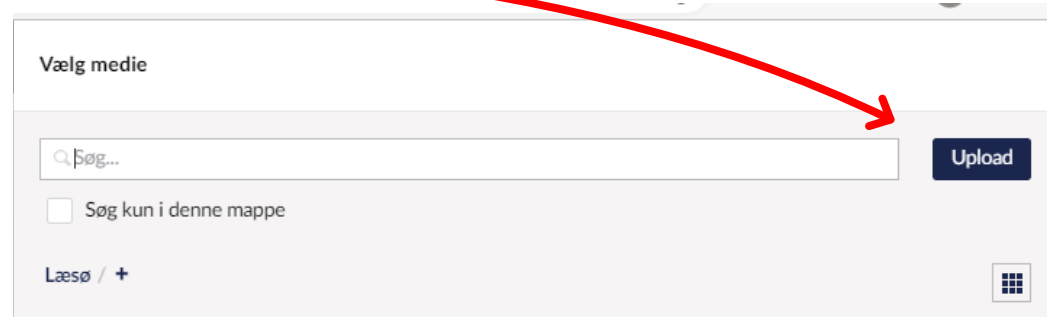 Vælg medie
Søg...
Upload
Søg kun i denne mappe
Læsø / +